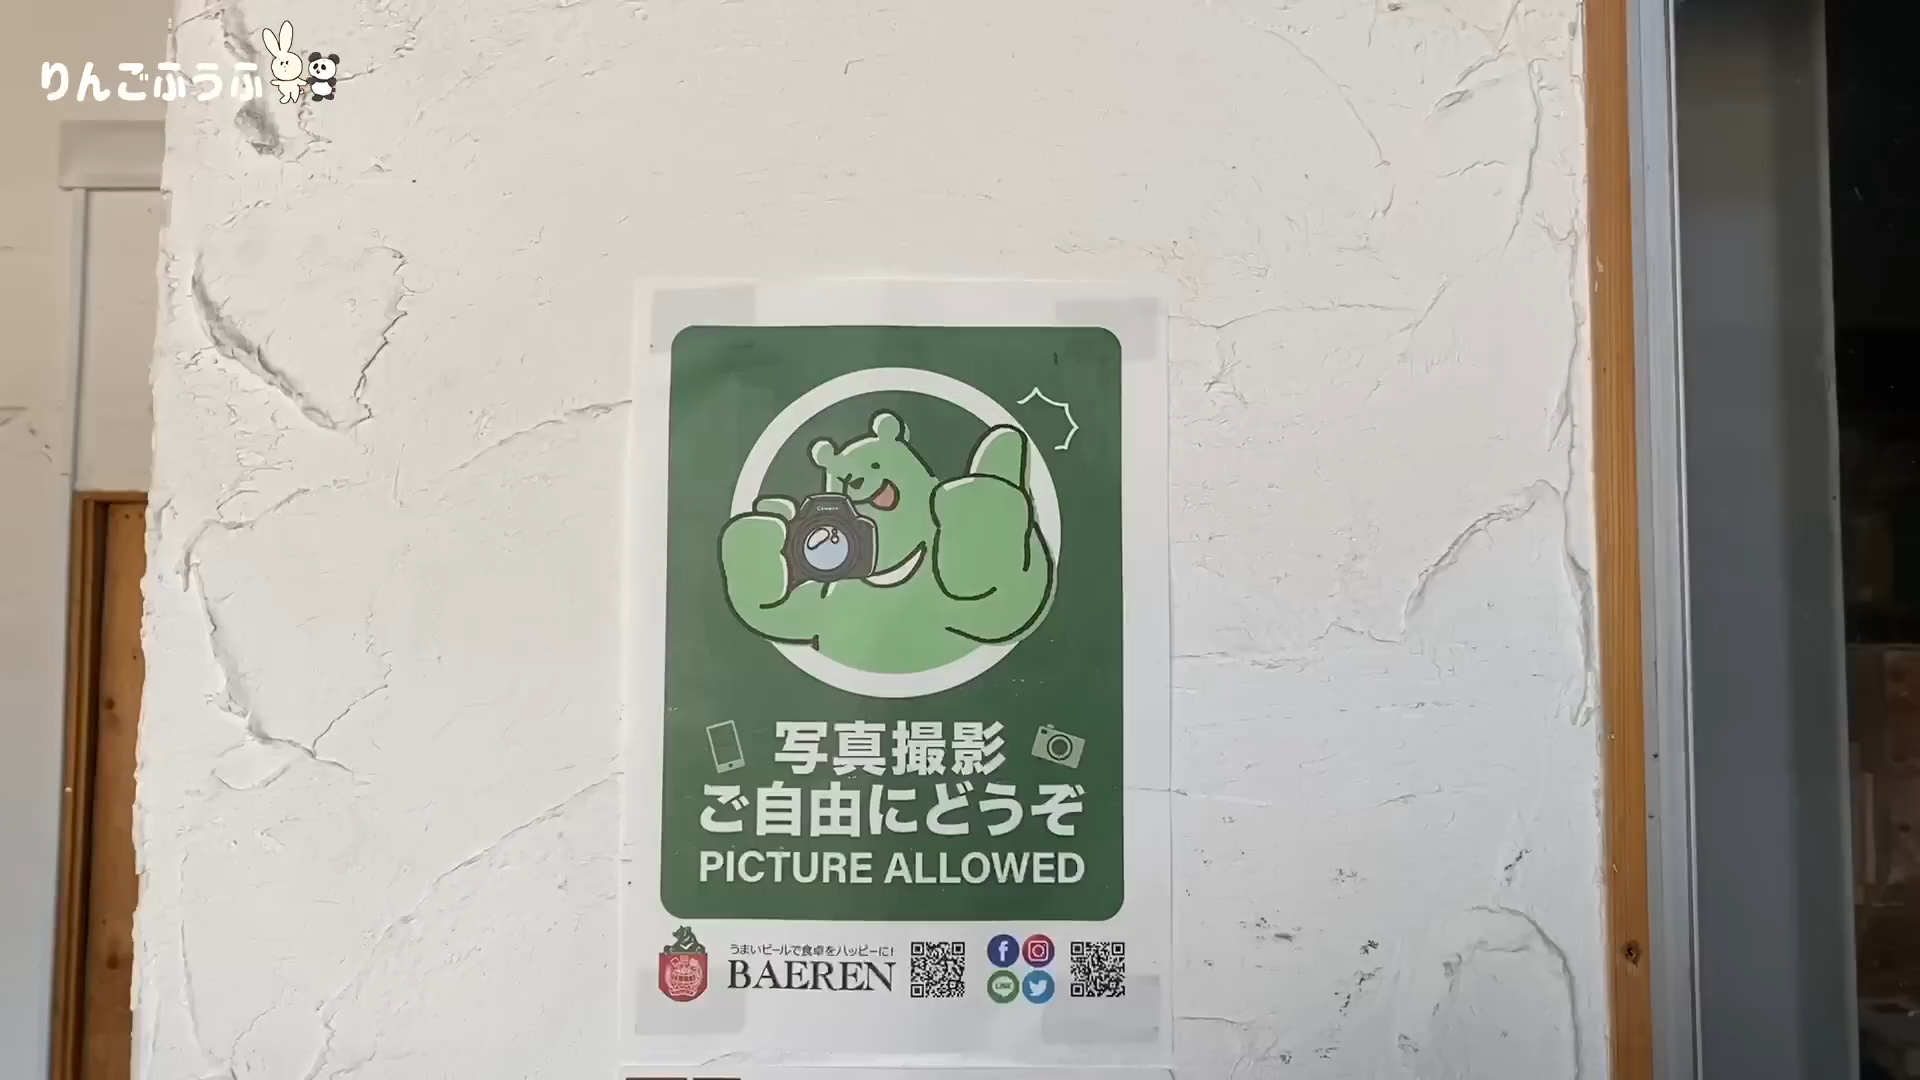 りんごふうふ
写真撮影
ご自由にどうぞ
PICTURE ALLOWED
うまいビールで食卓をハッピーに!
BAEREN
LINE